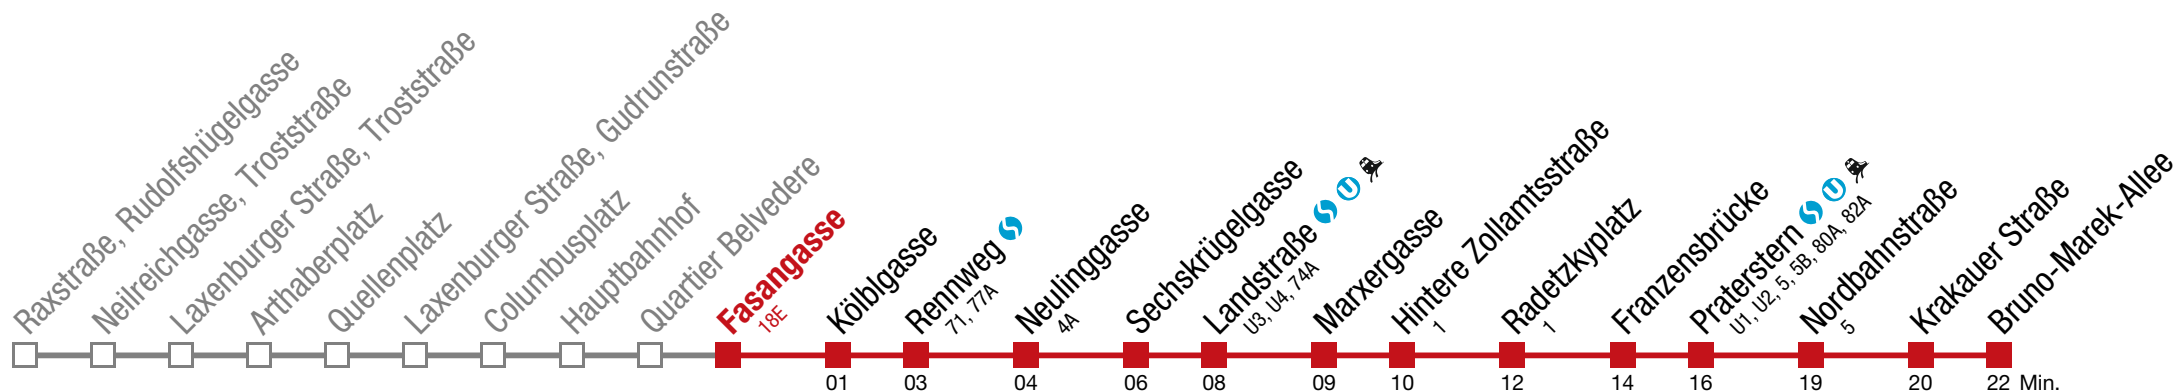 Raxstraße, Rudolfshügelgasse
Neilreichgasse, Troststraße
Laxenburger Straße, Troststraße
Arthaberplatz
Quellenplatz
Laxenburger Straße, Gudrunstraße
Columbusplatz
Hauptbahnhof
Quartier Belvedere
Fasangasse
18E
Kölblgasse
Rennweg
71, 77A
Neulinggasse
4A
Sechskrügelgasse
Landstraße
U3, U4, 74A
Marxergasse
Hintere Zollamtsstraße
1
Radetzkyplatz
1
Franzensbrücke
Praterstern
U1, U2, 5, 5B, 80A, 82A
Nordbahnstraße
5
Krakauer Straße
Bruno-Marek-Allee
01 03 04 06 08 09 10 12 14 16 19 20 22 Min.